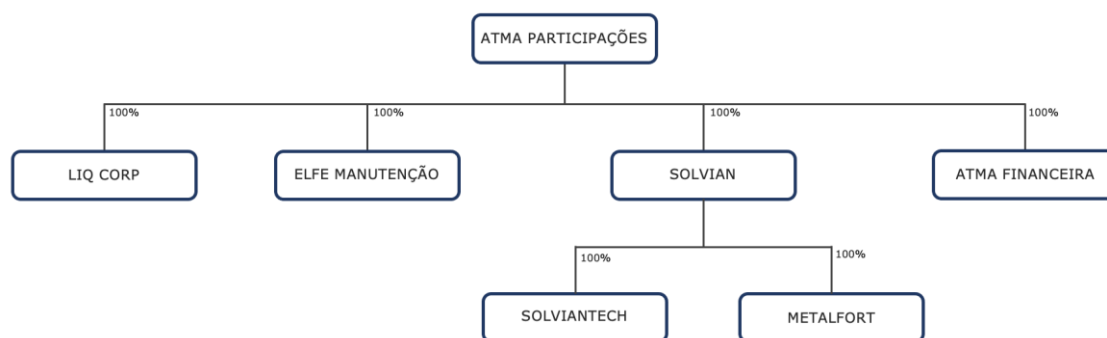 ATMA PARTICIPAÇÕES
100%
100%
100%
100%
LIQ CORP
ELFE MANUTENÇÃO
SOLVIAN
ATMA FINANCEIRA
100%
100%
SOLVIANTECH
METALFORT